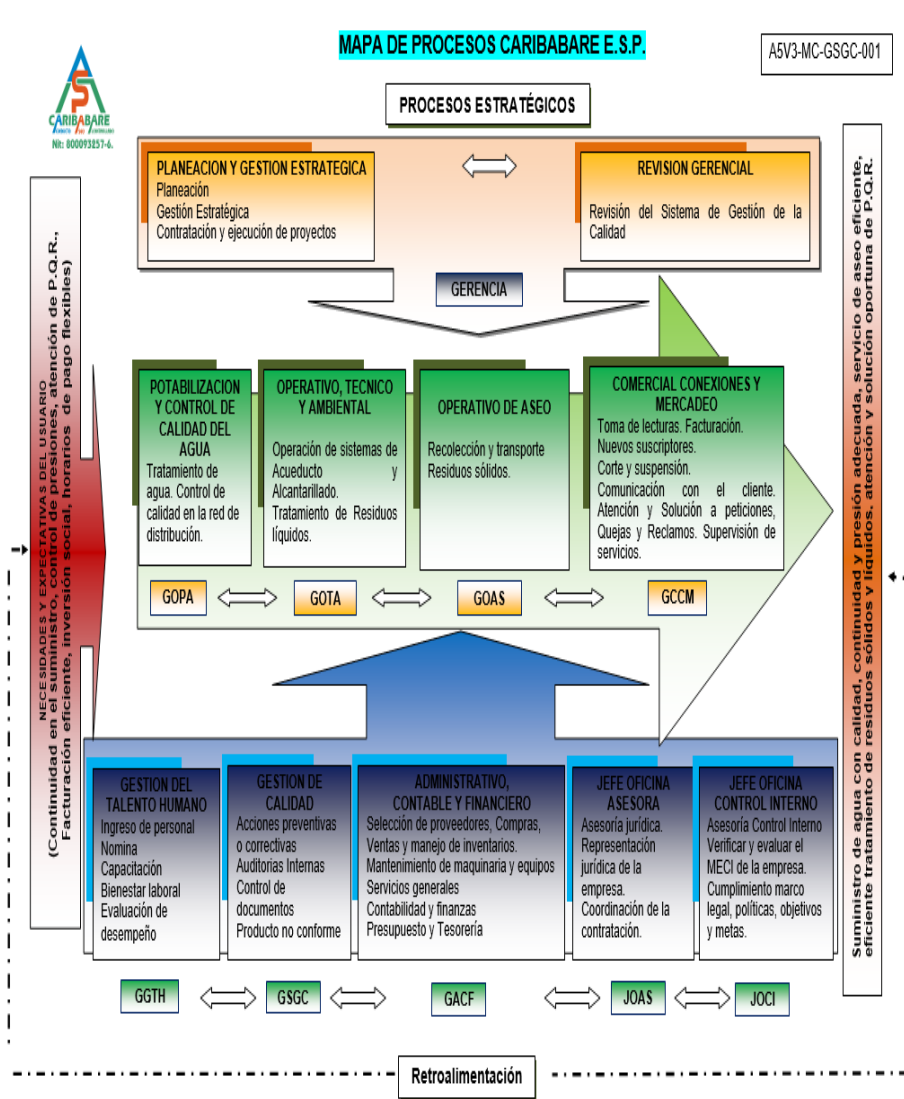 MAPA DE PROCESOS CARIBABARE E.S.P.
A5V3-MC-GSGC-001
CARIBABARE
Nit: 800093257-6.
PROCESOS ESTRATÉGICOS
PLANEACION Y GESTION ESTRATEGICA
Planeación
Gestión Estratégica
Contratación y ejecución de proyectos
REVISION GERENCIAL
Revisión del Sistema de Gestión de la
Calidad
GERENCIA
NECESIDADES Y EXPECTATIVAS DEL USUARIO
(Continuidad en el suministro, control de presiones, atención de P.Q.R.,
Facturación eficiente, inversión social, horarios de pago flexibles)
POTABILIZACION
Y CONTROL DE
CALIDAD DEL
AGUA
Tratamiento de
agua. Control de
calidad en la red de
distribución.
OPERATIVO, TECNICO
Y AMBIENTAL
Operación de sistemas de
Acueducto y
Alcantarillado.
Tratamiento de Residuos
líquidos.
OPERATIVO DE ASEO
Recolección y transporte
Residuos sólidos.
COMERCIAL CONEXIONES Y
MERCADEO
Toma de lecturas. Facturación.
Nuevos suscriptores.
Corte y suspensión.
Comunicación con el cliente.
Atención y Solución a peticiones,
Quejas y Reclamos. Supervisión de
servicios.
GOPA
GOTA
GOAS
GCCM
Suministro de agua con calidad, continuidad y presión adecuada, servicio de aseo eficiente,
eficiente tratamiento de residuos sólidos y líquidos, atención y solución oportuna de P.Q.R.
GESTION DEL
TALENTO HUMANO
Ingreso de personal
Nomina
Capacitación
Bienestar laboral
Evaluación de
desempeño
GESTION DE
CALIDAD
Acciones preventivas
o correctivas
Auditorias Internas
Control de
documentos
Producto no conforme
ADMINISTRATIVO,
CONTABLE Y FINANCIERO
Selección de proveedores, Compras,
Ventas y manejo de inventarios.
Mantenimiento de maquinaria y equipos
Servicios generales
Contabilidad y finanzas
Presupuesto y Tesorería
JEFE OFICINA
ASESORA
Asesoría jurídica.
Representación
jurídica de la
empresa.
Coordinación de la
contratación.
JEFE OFICINA
CONTROL INTERNO
Asesoría Control Interno
Verificar y evaluar el
MECI de la empresa.
Cumplimiento marco
legal, políticas, objetivos
y metas.
GGTH
GSGC
GACF
JOAS
JOCI
Retroalimentación